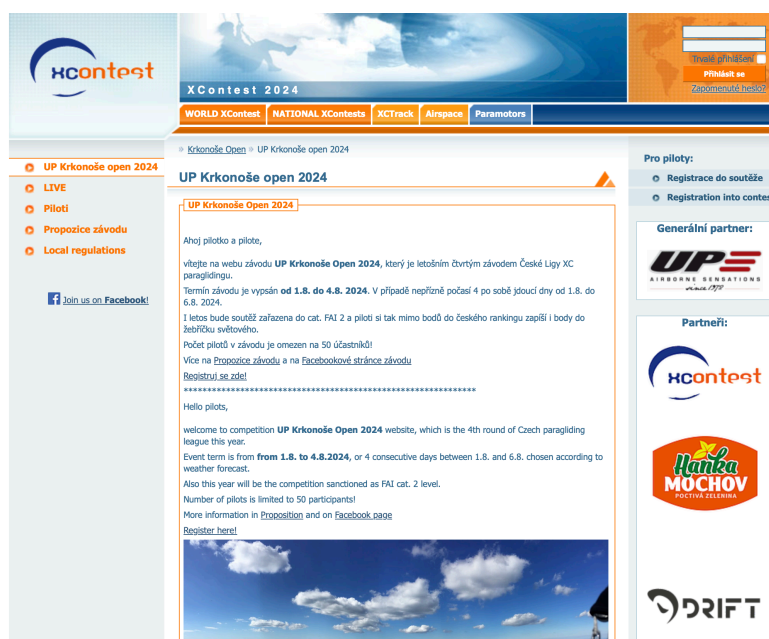 xcontest
XContest 2024
Trvalé přihlášení
Přihlásit se
Zapomenuté heslo?
WORLD XContest
NATIONAL XContests
XCTrack
Airspace
Paramotors
» Krkonoše Open » UP Krkonoše open 2024
UP Krkonoše open 2024
LIVE
Piloti
Propozice závodu
Local regulations
Join us on Facebook!
UP Krkonoše open 2024
UP Krkonoše Open 2024
Ahoj pilotko a pilote,
vítejte na webu závodu UP Krkonoše Open 2024, který je letošním čtvrtým závodem České Ligy XC
paraglidingu.
Termín závodu je vypsán od 1.8. do 4.8. 2024. V případě nepřízně počasí 4 po sobě jdoucí dny od 1.8. do
6.8. 2024.
I letos bude soutěž zařazena do cat. FAI 2 a piloti si tak mimo bodů do českého rankingu zapíší i body do
žebříčku světového.
Počet pilotů v závodu je omezen na 50 účastníků!
Více na Propozice závodu a na Facebookové stránce závodu
Registruj se zde!
**************************************************************
Hello pilots,
welcome to competition UP Krkonoše Open 2024 website, which is the 4th round of Czech paragliding
league this year.
Event term is from from 1.8. to 4.8.2024, or 4 consecutive days between 1.8. and 6.8. chosen according to
weather forecast.
Also this year will be the competition sanctioned as FAI cat. 2 level.
Number of pilots is limited to 50 participants!
More information in Proposition and on Facebook page
Register here!
Pro piloty:
Registrace do soutěže
Registration into contes
Generální partner:
UP
AIRBORNE SENSATIONS
since 1979
Partneři:
xcontest
Hanka
MOCHOV
POCTIVÁ ZELENINA
DRIFT